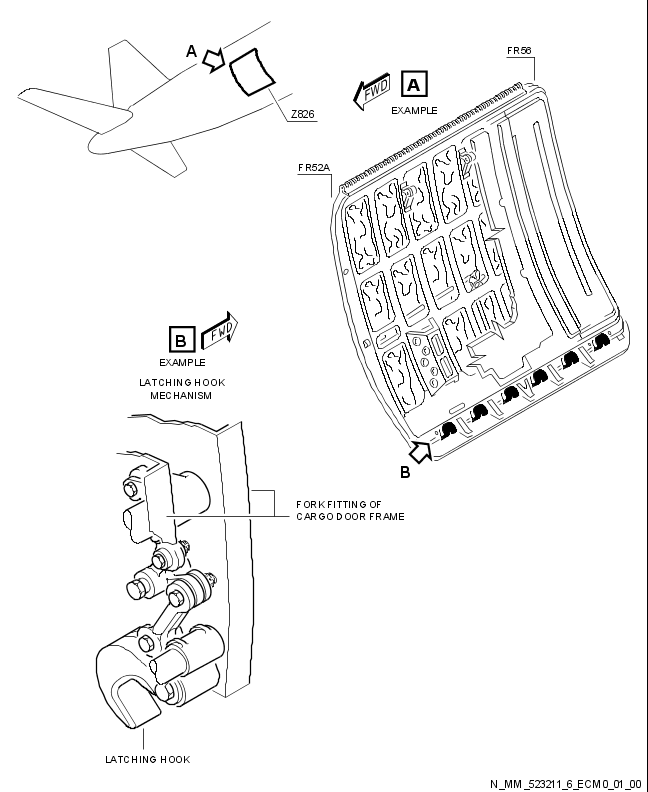 A
Z826
FWD
A
EXAMPLE
FR56
FR52A
B
FWD
EXAMPLE
LATCHING HOOK
MECHANISM
B
FORK FITTING OF
CARGO DOOR FRAME
LATCHING HOOK
N_MM_523211_6_ECM0_01_00